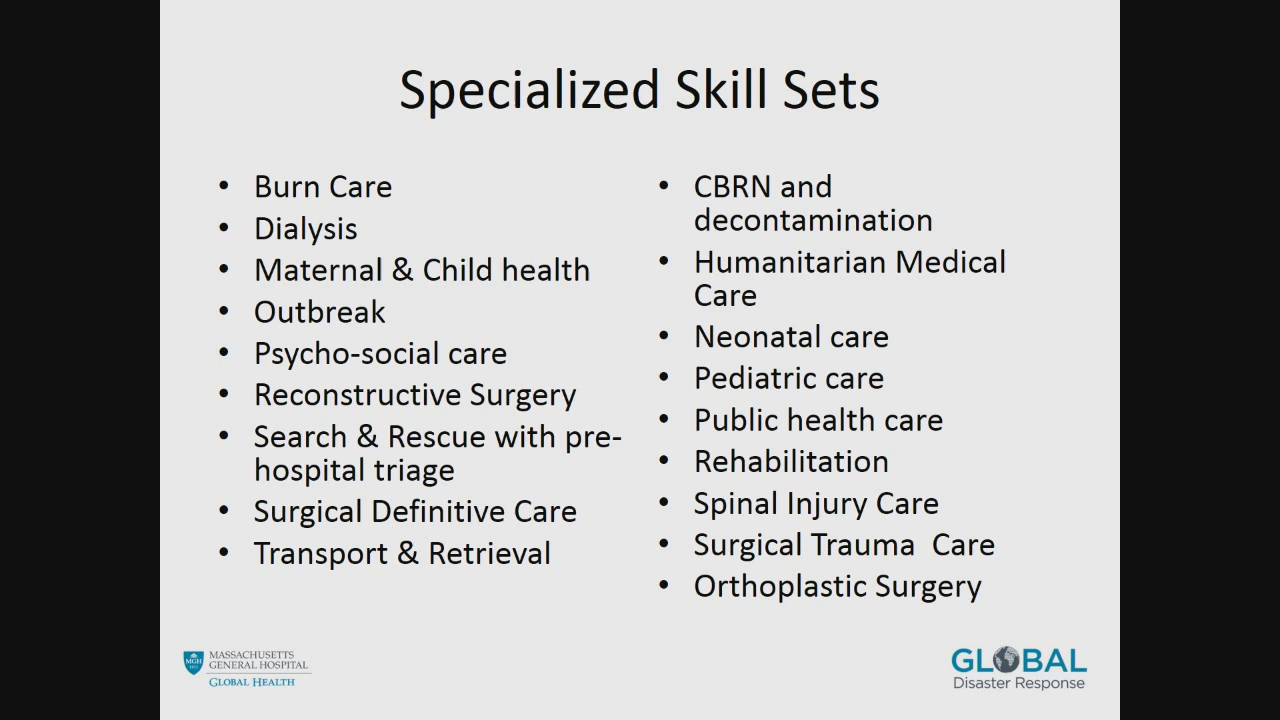 Specialized Skill Sets
• Burn Care
• Dialysis
• Maternal & Child health
• Outbreak
• Psycho-social care
• Reconstructive Surgery
• Search & Rescue with pre-
hospital triage
• Surgical Definitive Care
• Transport & Retrieval
• CBRN and
decontamination
• Humanitarian Medical
Care
• Neonatal care
• Pediatric care
• Public health care
• Rehabilitation
• Spinal Injury Care
• Surgical Trauma  Care
• Orthoplastic Surgery
MGH
MASSACHUSETTS
GENERAL HOSPITAL
GLOBAL HEALTH
GLOBAL
Disaster Response